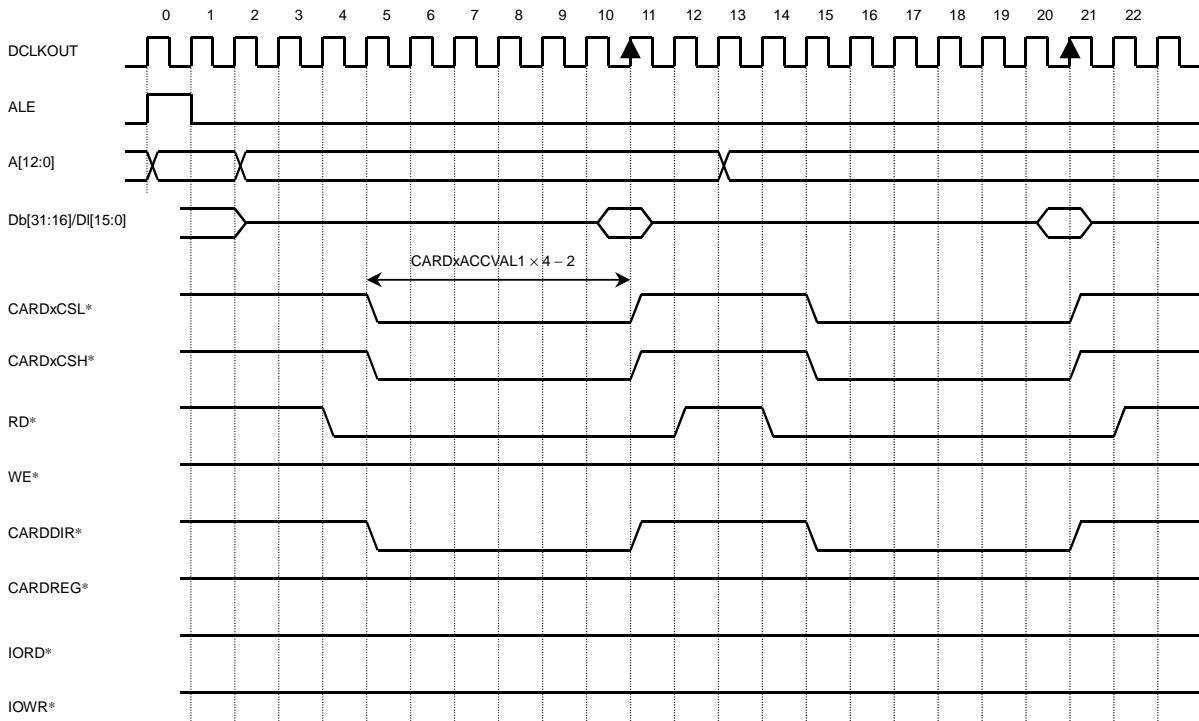 0 1 2 3 4 5 6 7 8 9 10 11 12 13 14 15 16 17 18 19 20 21 22
DCLKOUT
ALE
A[12:0]
Db[31:16]/Dl[15:0]
CARDxACCVAL1 × 4 − 2
CARDxCSL*
CARDxCSH*
RD*
WE*
CARDDIR*
CARDREG*
IORD*
IOWR*